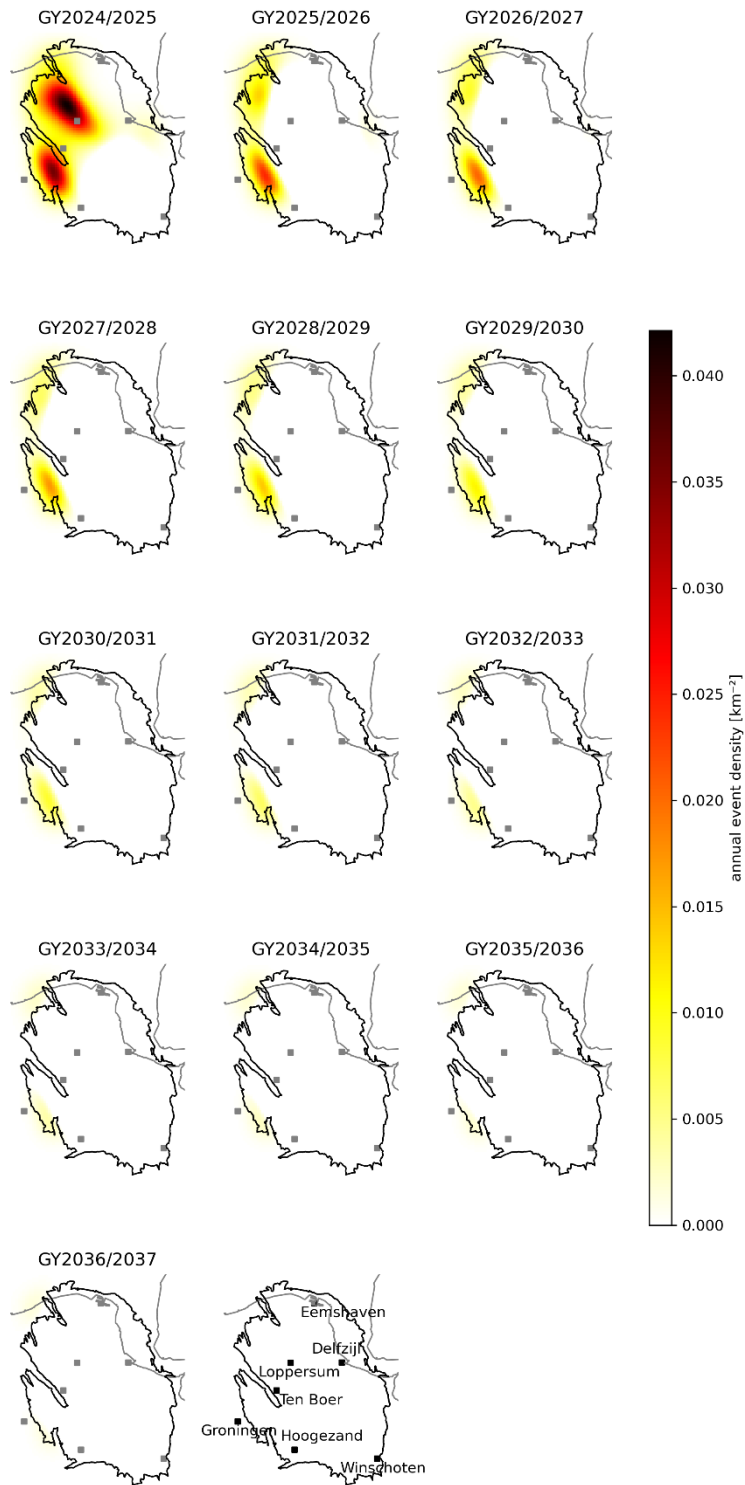 GY2024/2025
GY2025/2026
GY2026/2027
GY2027/2028
GY2028/2029
GY2029/2030
0.040
0.035
0.030
0.025
0.020
0.015
0.010
0.005
0.000
annual event density [km⁻²]
GY2030/2031
GY2031/2032
GY2032/2033
GY2033/2034
GY2034/2035
GY2035/2036
GY2036/2037
Eemshaven
Delfzijl
Loppersum
Ten Boer
Groningen
Hoogezand
Winschoten